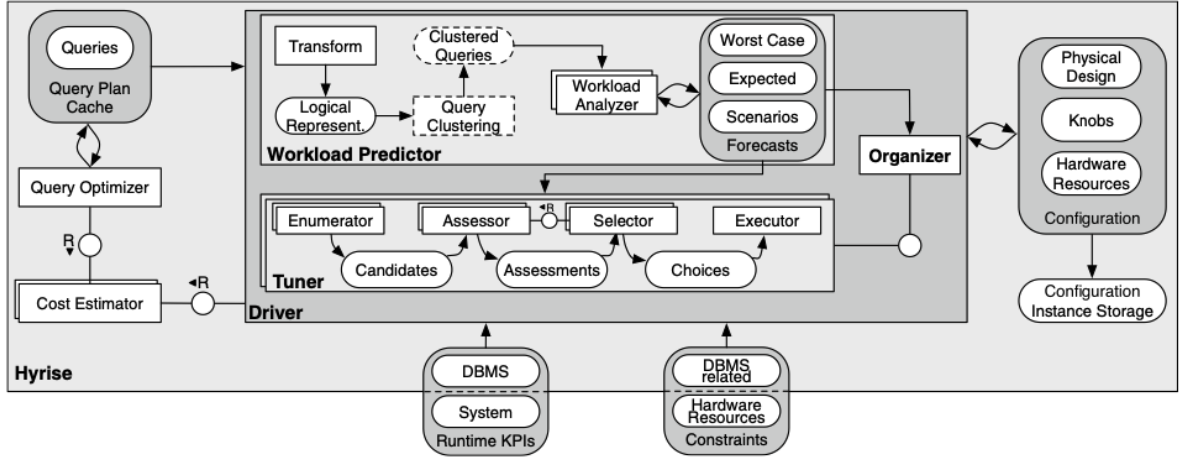 Queries
Query Plan
Cache
Query Optimizer
R
Cost Estimator
R
Transform
Logical
Represent.
Clustered
Queries
Query
Clustering
Workload
Analyzer
Worst Case
Expected
Scenarios
Forecasts
Workload Predictor
Organizer
Enumerator
Assessor
R
Selector
Executor
Candidates
Assessments
Choices
Tuner
Driver
Physical
Design
Knobs
Hardware
Resources
Configuration
Configuration
Instance Storage
Hyrise
DBMS
System
Runtime KPIs
DBMS
related
Hardware
Resources
Constraints